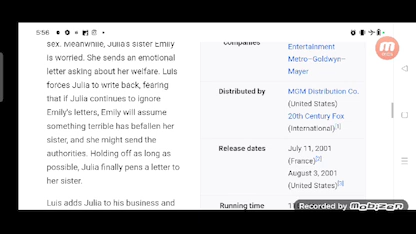 5:56
sex. Meanwhile, Julia's sister Emily
is worried. She sends an emotional
letter asking about her welfare. Luis
forces Julia to write back, fearing
that if Julia continues to ignore
Emily's letters, Emily will assume
something terrible has befallen her
sister, and she might send the
authorities. Holding off as long as
possible, Julia finally pens a letter to
her sister.
Luis adds Julia to his business and
companies
Entertainment
Metro-Goldwyn-
Mayer
Distributed by
MGM Distribution Co.
(United States)
20th Century Fox
(International)[1]
Release dates
July 11, 2001
(France)[2]
August 3, 2001
(United States)[3]
Running time
Recorded by Mobizen